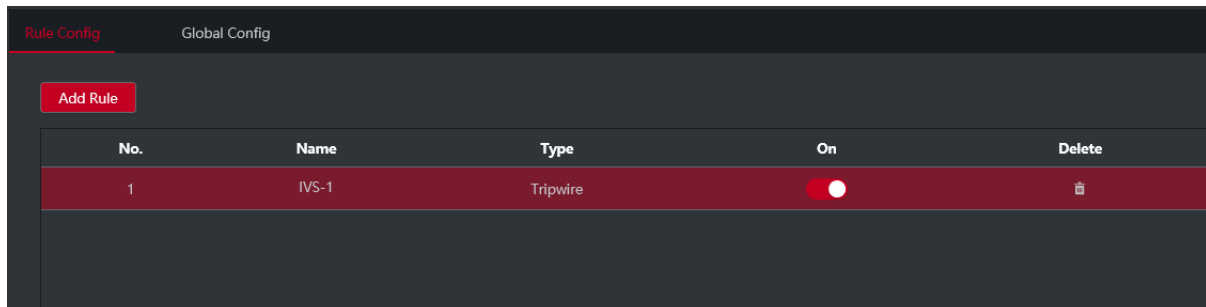 Rule Config Global Config
Add Rule
No. Name Type On Delete
1 IVS-1 Tripwire